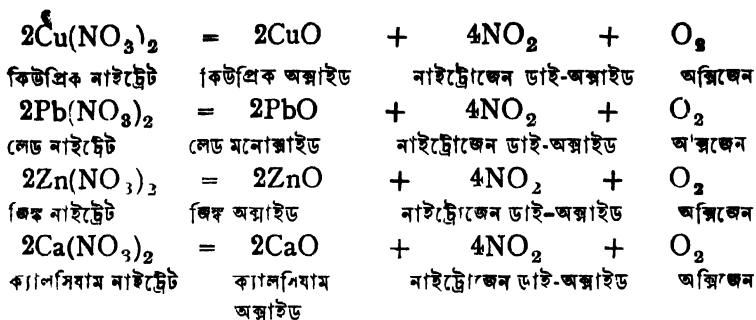 2Cu(NO₃)₂ = 2CuO + 4NO₂ + O₂
কিউপ্রিক নাইট্রেট কিউপ্রিক অক্সাইড নাইট্রোজেন ডাই-অক্সাইড অক্সিজেন
2Pb(NO₃)₂ = 2PbO + 4NO₂ + O₂
লেড নাইট্রেট লেড মনোক্সাইড নাইট্রোজেন ডাই-অক্সাইড অক্সিজেন
2Zn(NO₃)₃ = 2ZnO + 4NO₂ + O₂
জিঙ্ক নাইট্রেট জিঙ্ক অক্সাইড নাইট্রোজেন ডাই-অক্সাইড অক্সিজেন
2Ca(NO₃)₂ = 2CaO + 4NO₂ + O₂
ক্যালসিয়াম নাইট্রেট ক্যালসিয়াম নাইট্রোজেন ডাই-অক্সাইড অক্সিজেন
অক্সাইড